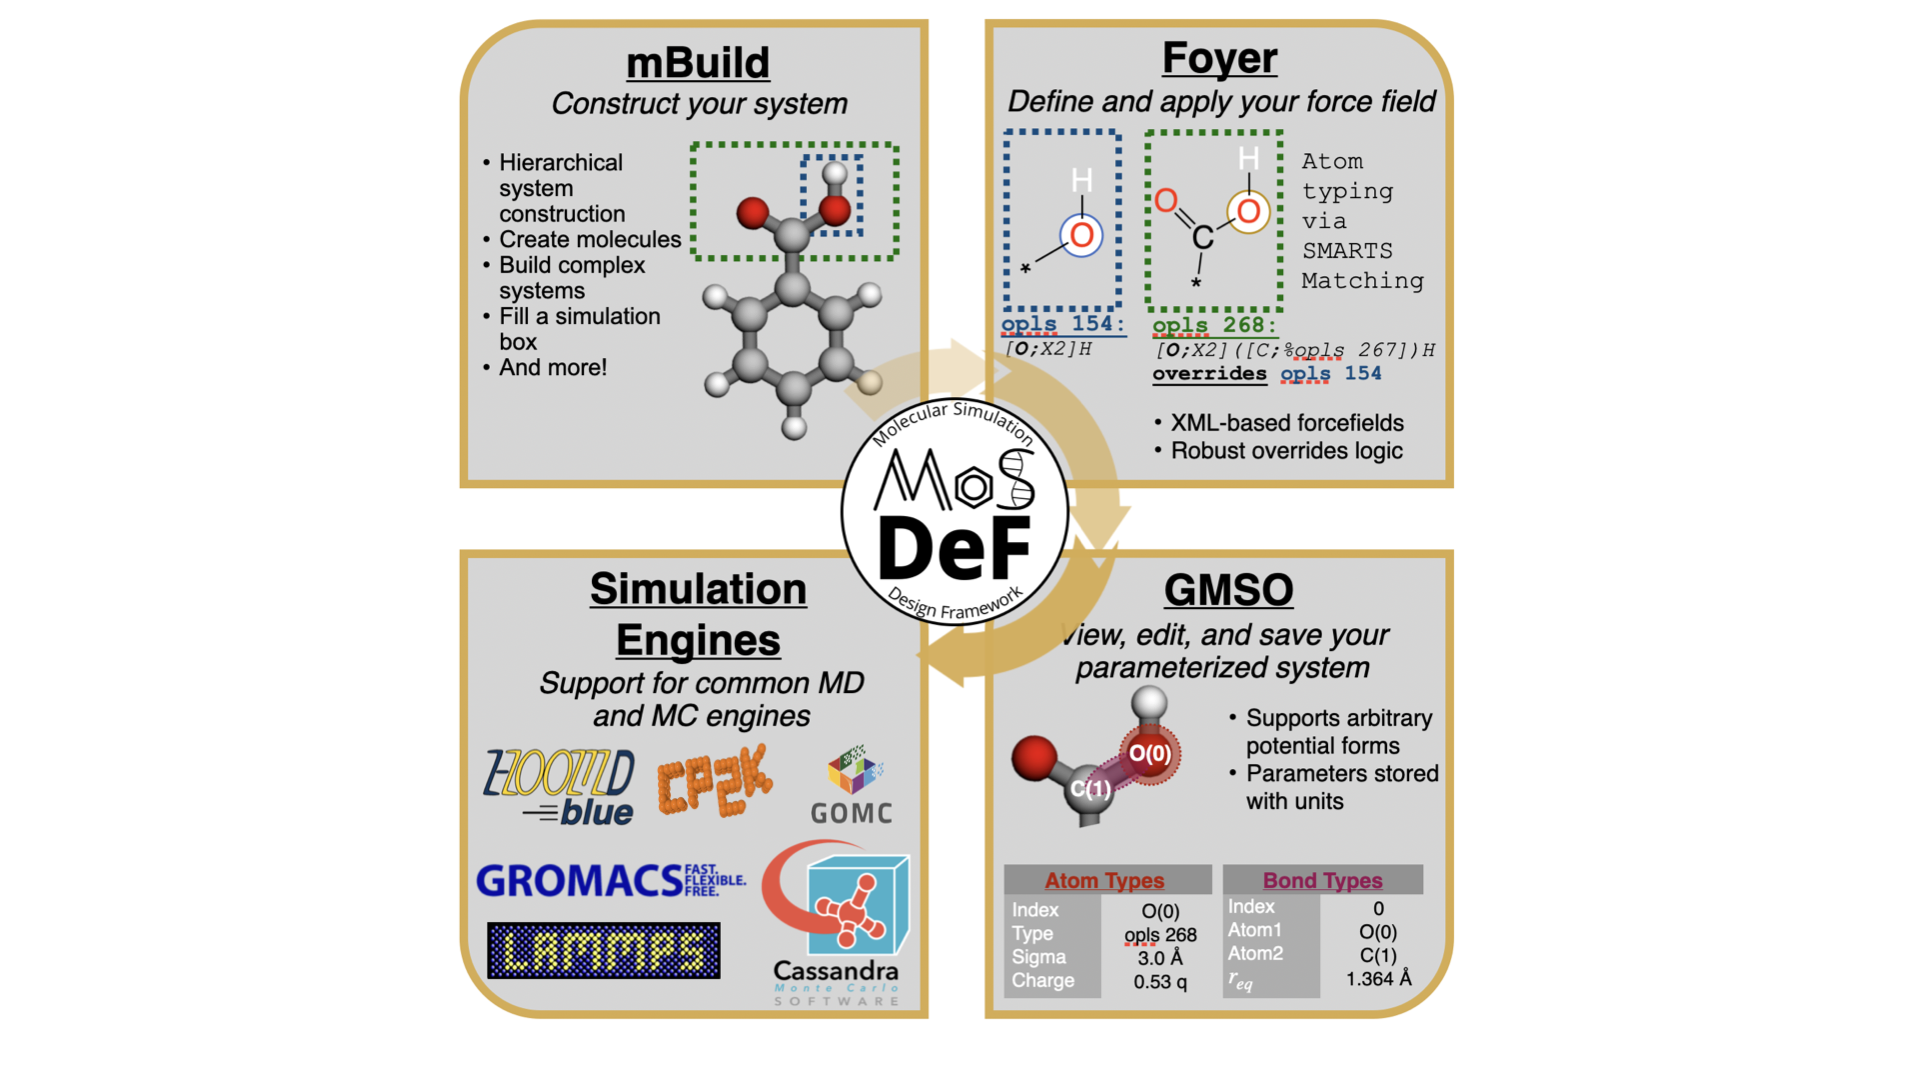 mBuild
Construct your system
• Hierarchical
system
construction
• Create molecules
• Build complex
systems
• Fill a simulation
box
• And more!
Foyer
Define and apply your force field
H
O
*
opls 154:
[O;X2]H
H
O
O
C
*
opls 268:
[O;X2]([C;%opls 267])H
overrides opls 154
Atom
typing
via
SMARTS
Matching
• XML-based forcefields
• Robust overrides logic
Molecular Simulation
MoS
DeF
Design Framework
Simulation
Engines
Support for common MD
and MC engines
HOOMD
blue
CP2K
GOMC
GROMACS FAST.
FLEXIBLE.
FREE.
LAMMPS
Cassandra
Monte Carlo
SOFTWARE
GMSO
View, edit, and save your
parameterized system
O(0)
C(1)
• Supports arbitrary
potential forms
• Parameters stored
with units
Atom Types
Index O(0)
Type opls 268
Sigma 3.0 Å
Charge 0.53 q
Bond Types
Index 0
Atom1 O(0)
Atom2 C(1)
req 1.364 Å